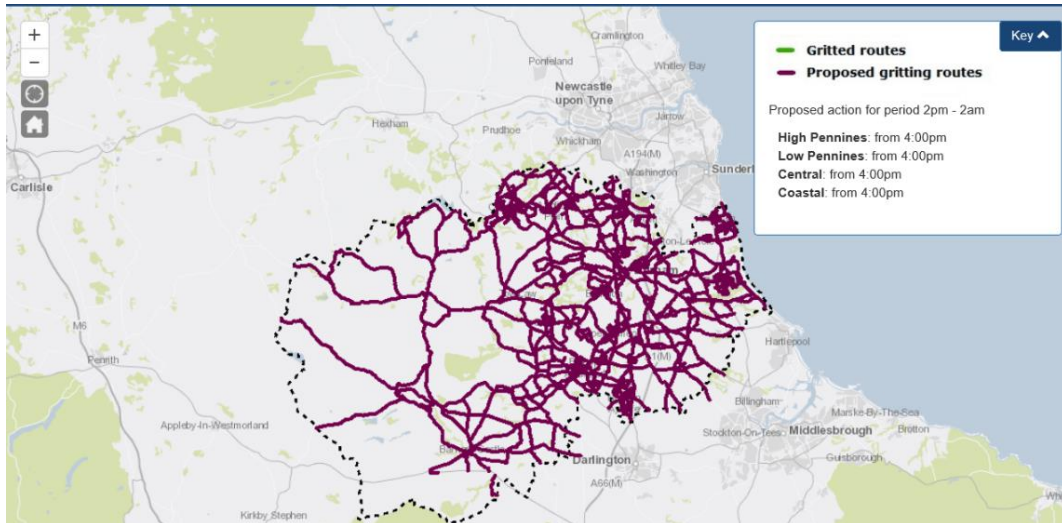 Key
Gritted routes
Proposed gritting routes
Proposed action for period 2pm - 2am
High Pennines: from 4:00pm
Low Pennines: from 4:00pm
Central: from 4:00pm
Coastal: from 4:00pm
+
−
Cramlington
Ponteland
Whitley Bay
Newcastle
upon Tyne
Jarrow
Hexham
Prudhoe
Whickham
A194(M)
Washington
Carlisle
M6
Penrith
Hartlepool
Billingham
Marske-By-The-Sea
Appleby-In-Westmorland
Stockton-On-Tees
Middlesbrough
Brotton
Darlington
Guisborough
A66(M)
Kirkby Stephen